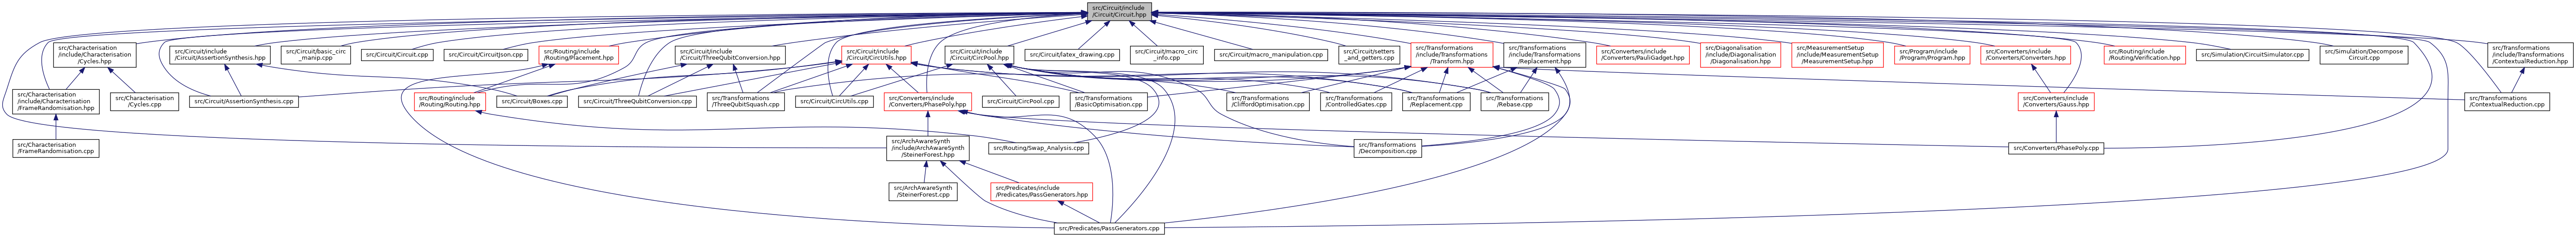 src/Circuit/include
/Circuit/Circuit.hpp
src/Characterisation
/include/Characterisation
/Cycles.hpp
src/Circuit/include
/Circuit/AssertionSynthesis.hpp
src/Circuit/basic_circ
_manip.cpp
src/Circuit/Circuit.cpp
src/Circuit/CircuitJson.cpp
src/Routing/include
/Routing/Placement.hpp
src/Circuit/include
/Circuit/ThreeQubitConversion.hpp
src/Circuit/include
/Circuit/CircUtils.hpp
src/Circuit/include
/Circuit/CircPool.hpp
src/Circuit/latex_drawing.cpp
src/Circuit/macro_circ
_info.cpp
src/Circuit/macro_manipulation.cpp
src/Circuit/setters
_and_getters.cpp
src/Transformations
/include/Transformations
/Transform.hpp
src/Transformations
/include/Transformations
/Replacement.hpp
src/Converters/include
/Converters/PauliGadget.hpp
src/Diagonalisation
/include/Diagonalisation
/Diagonalisation.hpp
src/MeasurementSetup
/include/MeasurementSetup
/MeasurementSetup.hpp
src/Program/include
/Program/Program.hpp
src/Converters/include
/Converters/Converters.hpp
src/Routing/include
/Routing/Verification.hpp
src/Simulation/CircuitSimulator.cpp
src/Simulation/Decompose
Circuit.cpp
src/Transformations
/include/Transformations
/ContextualReduction.hpp
src/Characterisation
/include/Characterisation
/FrameRandomisation.hpp
src/Characterisation
/Cycles.cpp
src/Circuit/AssertionSynthesis.cpp
src/Routing/include
/Routing/Routing.hpp
src/Circuit/Boxes.cpp
src/Circuit/ThreeQubitConversion.cpp
src/Transformations
/ThreeQubitSquash.cpp
src/Circuit/CircUtils.cpp
src/Converters/include
/Converters/PhasePoly.hpp
src/Circuit/CircPool.cpp
src/Transformations
/BasicOptimisation.cpp
src/Transformations
/CliffordOptimisation.cpp
src/Transformations
/ControlledGates.cpp
src/Transformations
/Replacement.cpp
src/Transformations
/Rebase.cpp
src/Converters/include
/Converters/Gauss.hpp
src/Transformations
/ContextualReduction.cpp
src/Characterisation
/FrameRandomisation.cpp
src/ArchAwareSynth
/include/ArchAwareSynth
/SteinerForest.hpp
src/Routing/Swap_Analysis.cpp
src/Transformations
/Decomposition.cpp
src/Converters/PhasePoly.cpp
src/ArchAwareSynth
/SteinerForest.cpp
src/Predicates/include
/Predicates/PassGenerators.hpp
src/Predicates/PassGenerators.cpp